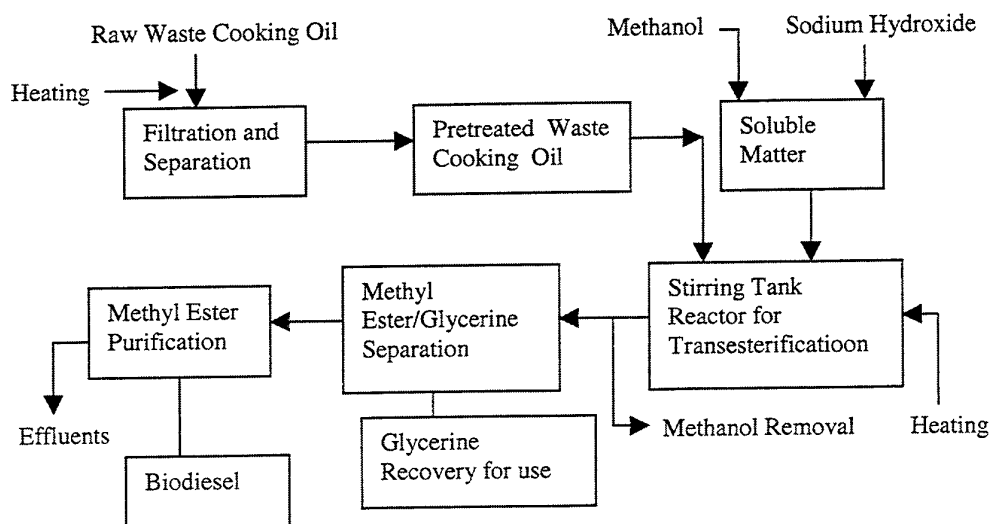 Raw Waste Cooking Oil
Methanol
Sodium Hydroxide
Heating
Filtration and
Separation
Pretreated Waste
Cooking Oil
Soluble
Matter
Methyl Ester
Purification
Methyl
Ester/Glycerine
Separation
Stirring Tank
Reactor for
Transesterificatioon
Effluents
Methanol Removal
Heating
Biodiesel
Glycerine
Recovery for use